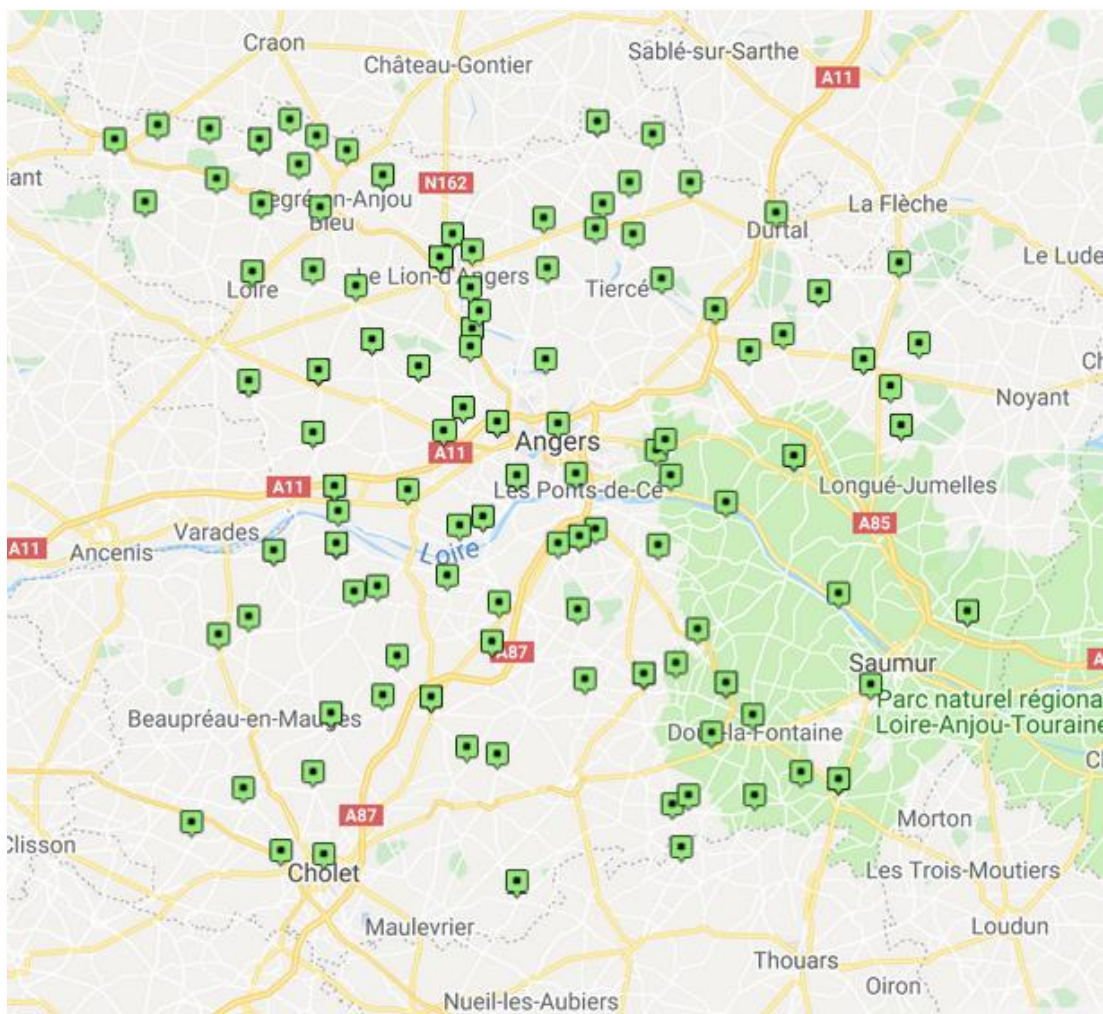 Craon
Sablé-sur-Sarthe
Château-Gontier
A11
iant
N162
egré-en-Anjou
Bleu
La Flèche
Durtal
Le Lude
Le Lion-d'Angers
Tiercé
Loire
Noyant
Angers
A11
A11
Les Ponts-de-Cé
Longué-Jumelles
A85
Varades
A11
Ancenis
Loire
A87
Saumur
Parc naturel régiona
Loire-Anjou-Touraine
Beaupréau-en-Mauges
Doué-la-Fontaine
A87
Morton
Clisson
Cholet
Les Trois-Moutiers
Maulevrier
Loudun
Thouars
Oiron
Nueil-les-Aubiers